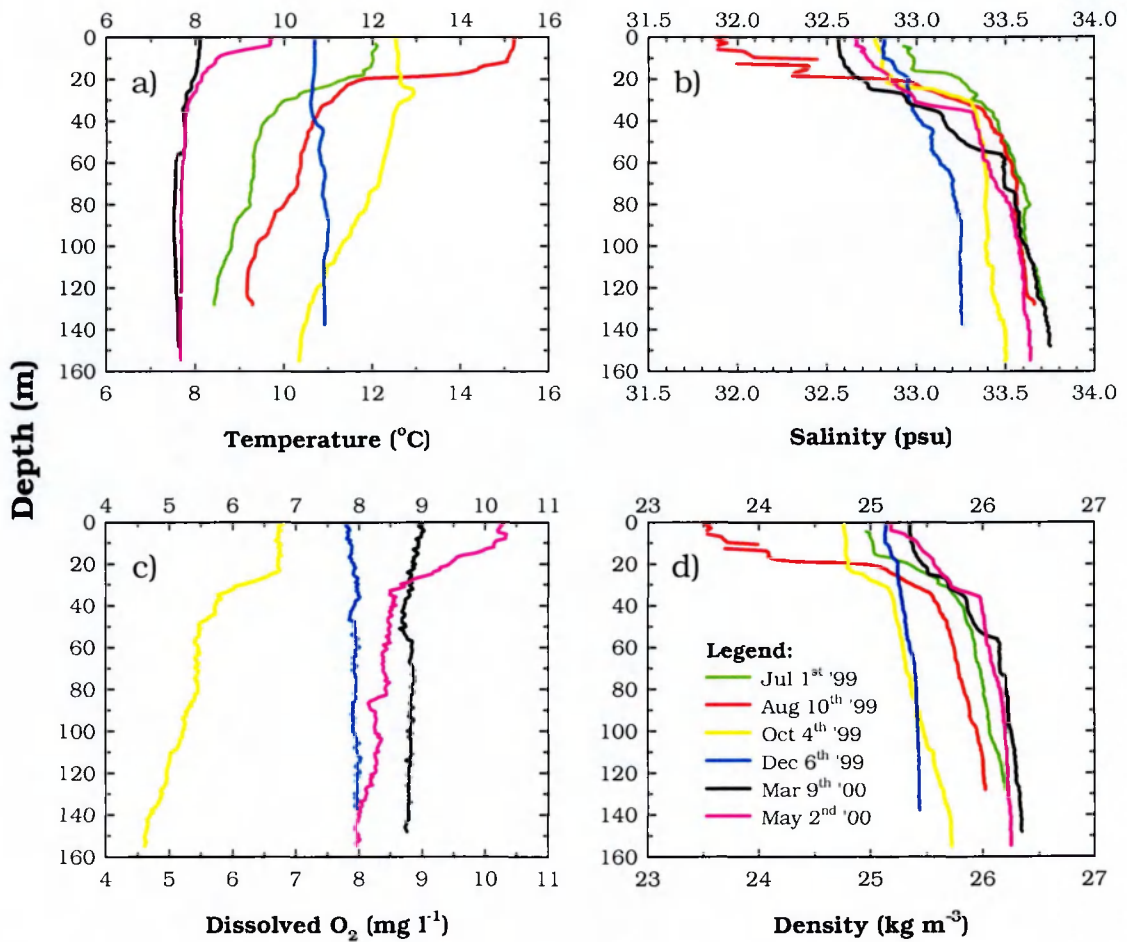 6 8 10 12 14 16
31.5 32.0 32.5 33.0 33.5 34.0
0
20
40
60
80
100
120
140
160
a)
b)
0
20
40
60
80
100
120
140
160
6 8 10 12 14 16
31.5 32.0 32.5 33.0 33.5 34.0
Temperature (°C)
Salinity (psu)
Depth (m)
4 5 6 7 8 9 10 11
23 24 25 26 27
0
20
40
60
80
100
120
140
160
c)
d)
0
20
40
60
80
100
120
140
160
Legend:
Jul 1st '99
Aug 10th '99
Oct 4th '99
Dec 6th '99
Mar 9th '00
May 2nd '00
4 5 6 7 8 9 10 11
23 24 25 26 27
Dissolved O2 (mg l-1)
Density (kg m-3)